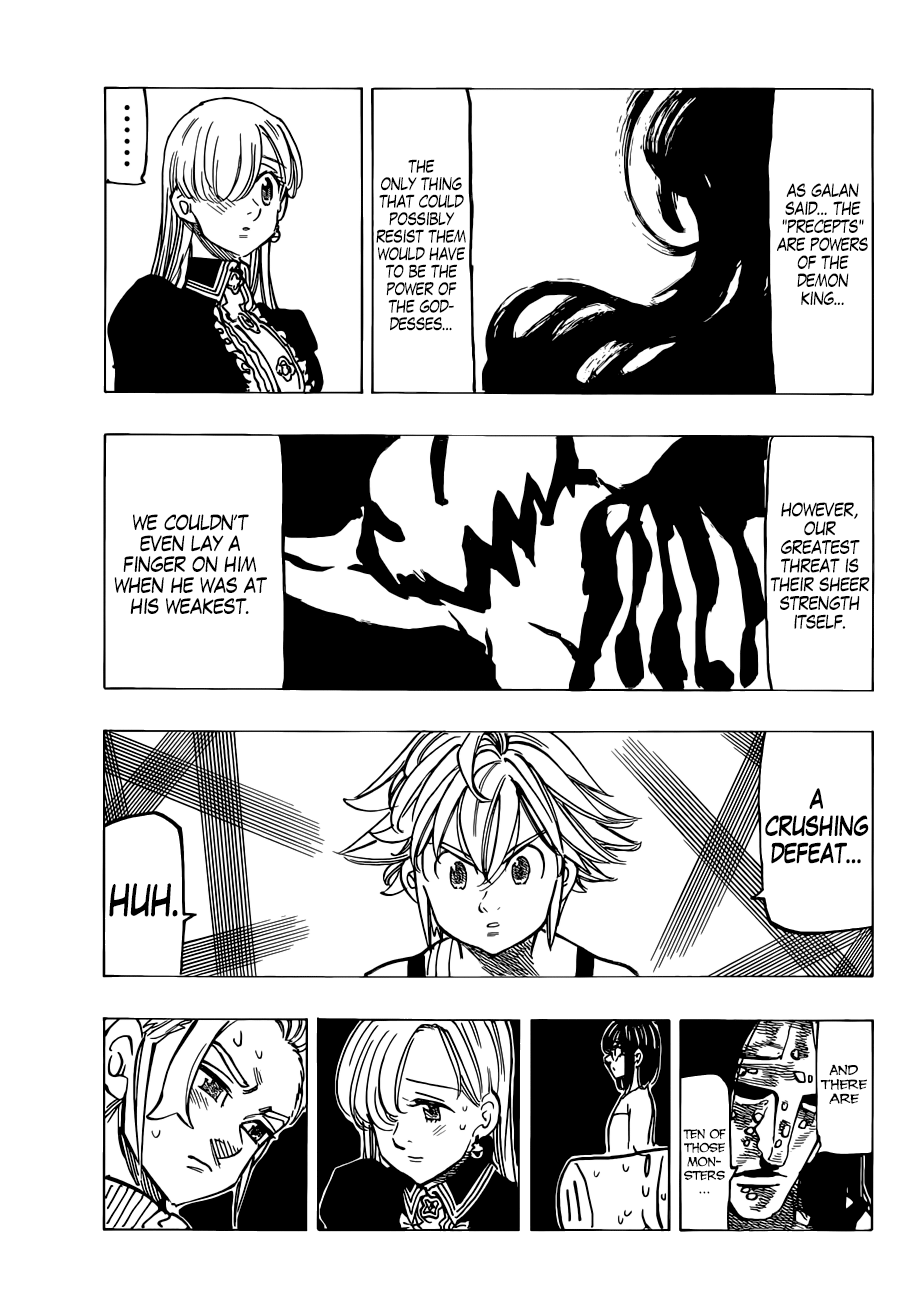 AS GALAN
SAID... THE
"PRECEPTS"
ARE POWERS
OF THE
DEMON
KING...
THE
ONLY THING
THAT COULD
POSSIBLY
RESIST THEM
WOULD HAVE
TO BE THE
POWER OF
THE GOD-
DESSES...
......
HOWEVER,
OUR
GREATEST
THREAT IS
THEIR SHEER
STRENGTH
ITSELF.
WE COULDN'T
EVEN LAY A
FINGER ON HIM
WHEN HE WAS AT
HIS WEAKEST.
A
CRUSHING
DEFEAT...
HUH.
AND
THERE
ARE
TEN OF
THOSE
MON-
STERS
...